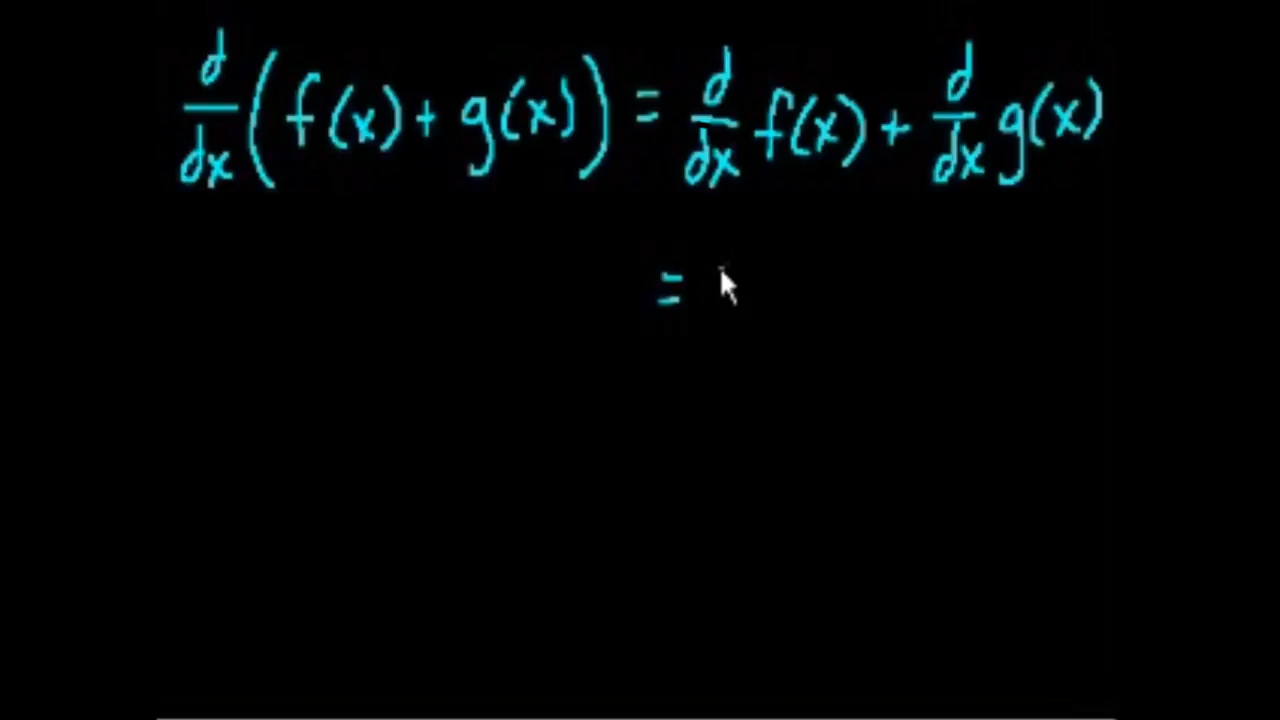 d/dx (f(x) + g(x)) = d/dx f(x) + d/dx g(x)
=